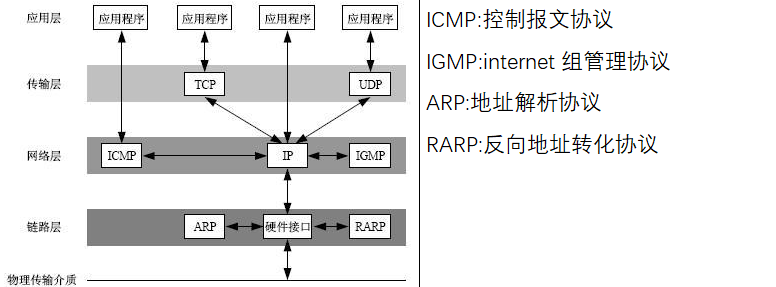 应用层 应用程序 应用程序 应用程序 应用程序
传输层 TCP UDP
网络层 ICMP IP IGMP
链路层 ARP 硬件接口 RARP
物理传输介质
ICMP:控制报文协议
IGMP:internet 组管理协议
ARP:地址解析协议
RARP:反向地址转化协议